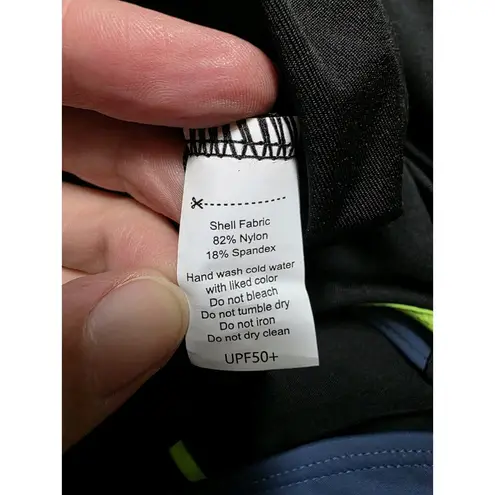 Shell Fabric
82% Nylon
18% Spandex
Hand wash cold water
with liked color
Do not bleach
Do not tumble dry
Do not iron
Do not dry clean
UPF50+